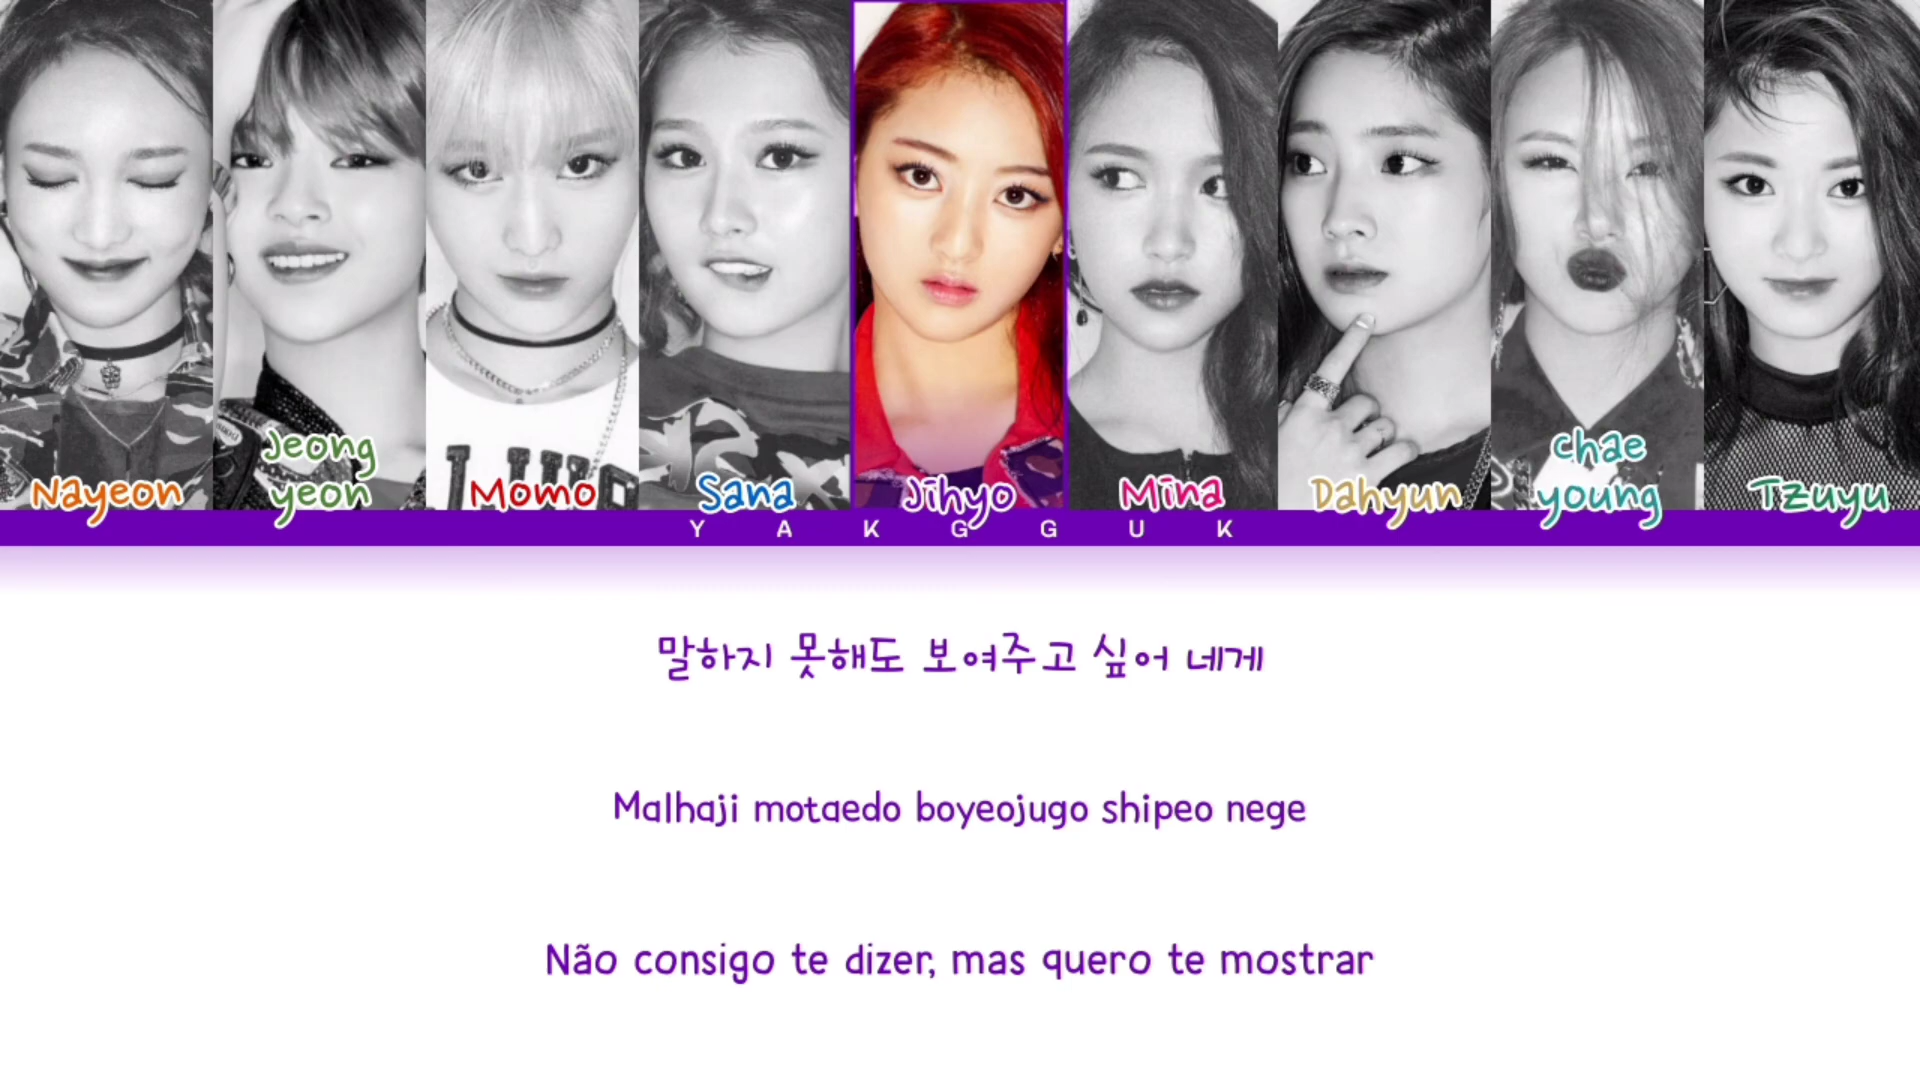 Nayeon
Jeong
yeon
Momo
Sana
Jihyo
Mina
Dahyun
chae
young
Tzuyu
YAKGGUK
말하지 못해도 보여주고 싶어 네게
Malhaji motaedo boyeojugo shipeo nege
Não consigo te dizer, mas quero te mostrar